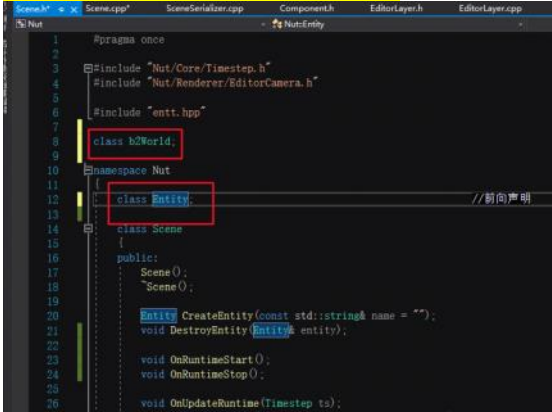 Scene.h* Scene.cpp* SceneSerializer.cpp Component.h EditorLayer.h EditorLayer.cpp
Nut Nut::Entity
1 #pragma once
2
3 #include "Nut/Core/Timestep.h"
4 #include "Nut/Renderer/EditorCamera.h"
5
6 #include "entt.hpp"
7
8 class b2World;
9
10 namespace Nut
11 {
12 class Entity; //前向声明
13
14 class Scene
15 {
16 public:
17 Scene();
18 ~Scene();
19
20 Entity CreateEntity(const std::string& name = "");
21 void DestroyEntity(Entity& entity);
22
23 void OnRuntimeStart();
24 void OnRuntimeStop();
25
26 void OnUpdateRuntime(Timestep ts);